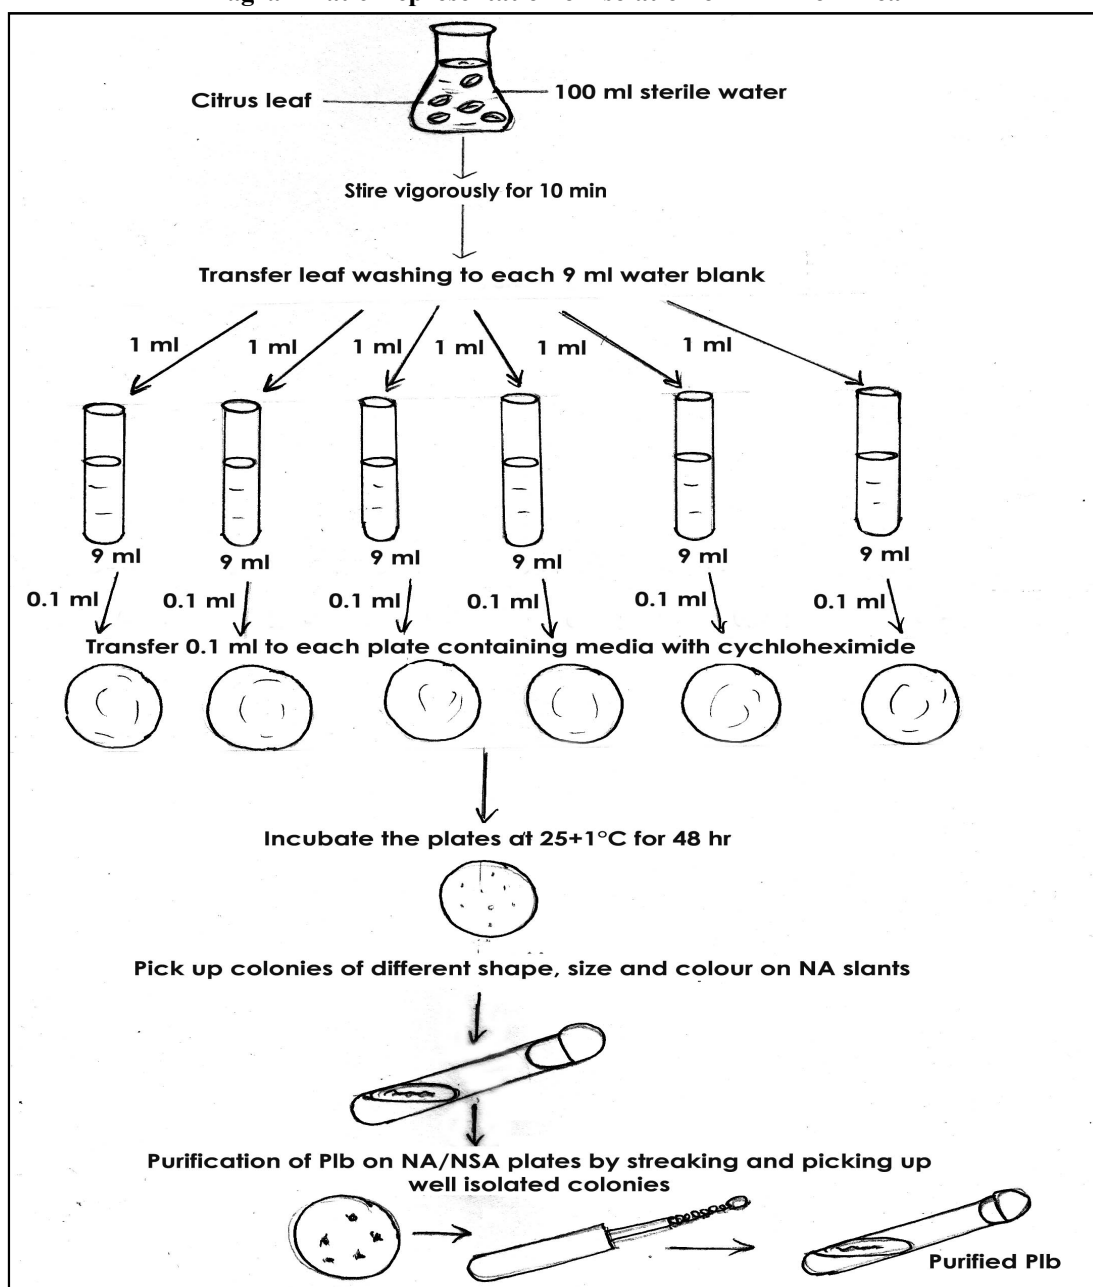 Citrus leaf
100 ml sterile water
Stire vigorously for 10 min
Transfer leaf washing to each 9 ml water blank
1 ml 1 ml 1 ml 1 ml 1 ml 1 ml
9 ml 9 ml 9 ml 9 ml 9 ml 9 ml
0.1 ml 0.1 ml 0.1 ml 0.1 ml 0.1 ml 0.1 ml
Transfer 0.1 ml to each plate containing media with cychloheximide
Incubate the plates at 25+1°C for 48 hr
Pick up colonies of different shape, size and colour on NA slants
Purification of Plb on NA/NSA plates by streaking and picking up
well isolated colonies
Purified Plb